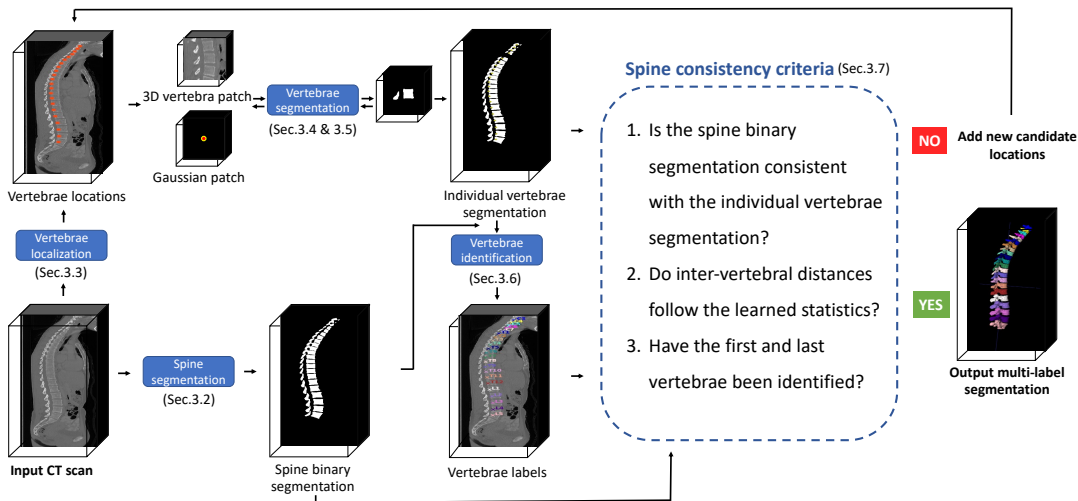 3D vertebra patch
Gaussian patch
Vertebrae
segmentation
(Sec.3.4 & 3.5)
Vertebrae locations
Individual vertebrae
segmentation
Vertebrae
localization
(Sec.3.3)
Vertebrae
identification
(Sec.3.6)
Spine
segmentation
(Sec.3.2)
Input CT scan
Spine binary
segmentation
Vertebrae labels
Spine consistency criteria (Sec.3.7)
1. Is the spine binary
segmentation consistent
with the individual vertebrae
segmentation?
2. Do inter-vertebral distances
follow the learned statistics?
3. Have the first and last
vertebrae been identified?
NO
Add new candidate
locations
YES
Output multi-label
segmentation